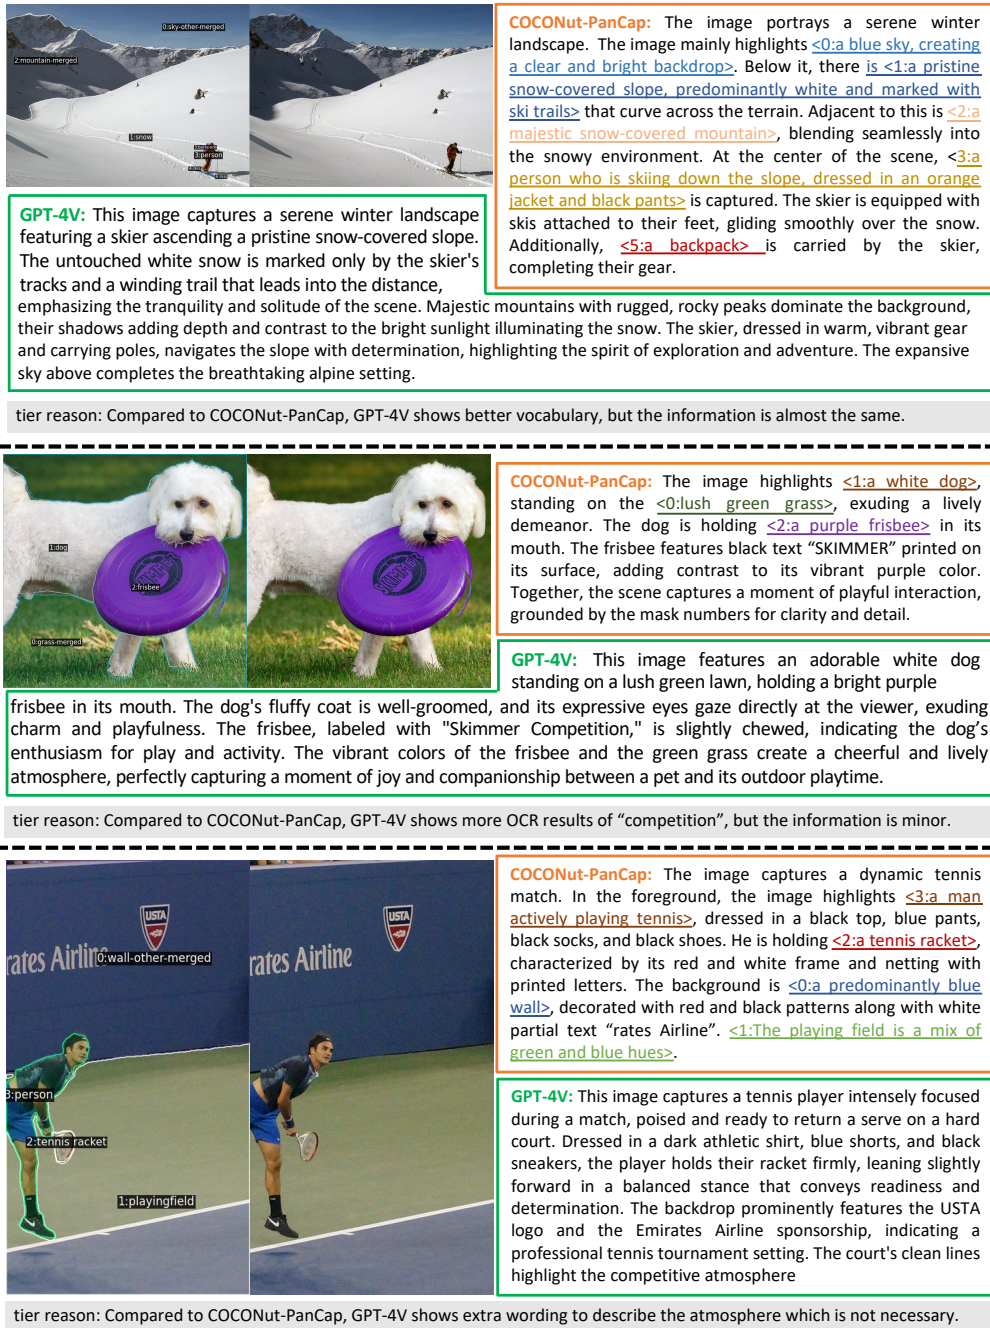 0:sky-other-merged
2:mountain-merged
1:snow
3:person
COCONut-PanCap: The image portrays a serene winter
landscape. The image mainly highlights <0:a blue sky, creating
a clear and bright backdrop>. Below it, there is <1:a pristine
snow-covered slope, predominantly white and marked with
ski trails> that curve across the terrain. Adjacent to this is <2:a
majestic snow-covered mountain>, blending seamlessly into
the snowy environment. At the center of the scene, <3:a
person who is skiing down the slope, dressed in an orange
jacket and black pants> is captured. The skier is equipped with
skis attached to their feet, gliding smoothly over the snow.
Additionally, <5:a backpack> is carried by the skier,
completing their gear.
GPT-4V: This image captures a serene winter landscape
featuring a skier ascending a pristine snow-covered slope.
The untouched white snow is marked only by the skier's
tracks and a winding trail that leads into the distance,
emphasizing the tranquility and solitude of the scene. Majestic mountains with rugged, rocky peaks dominate the background,
their shadows adding depth and contrast to the bright sunlight illuminating the snow. The skier, dressed in warm, vibrant gear
and carrying poles, navigates the slope with determination, highlighting the spirit of exploration and adventure. The expansive
sky above completes the breathtaking alpine setting.
tier reason: Compared to COCONut-PanCap, GPT-4V shows better vocabulary, but the information is almost the same.
1:dog
SKIMMER
2:frisbee
0:grass-merged
SKIMMER
COCONut-PanCap: The image highlights <1:a white dog>,
standing on the <0:lush green grass>, exuding a lively
demeanor. The dog is holding <2:a purple frisbee> in its
mouth. The frisbee features black text “SKIMMER” printed on
its surface, adding contrast to its vibrant purple color.
Together, the scene captures a moment of playful interaction,
grounded by the mask numbers for clarity and detail.
GPT-4V: This image features an adorable white dog
standing on a lush green lawn, holding a bright purple
frisbee in its mouth. The dog's fluffy coat is well-groomed, and its expressive eyes gaze directly at the viewer, exuding
charm and playfulness. The frisbee, labeled with "Skimmer Competition," is slightly chewed, indicating the dog’s
enthusiasm for play and activity. The vibrant colors of the frisbee and the green grass create a cheerful and lively
atmosphere, perfectly capturing a moment of joy and companionship between a pet and its outdoor playtime.
tier reason: Compared to COCONut-PanCap, GPT-4V shows more OCR results of “competition”, but the information is minor.
USTA
rates Airline
0:wall-other-merged
3:person
2:tennis racket
1:playingfield
USTA
rates Airline
COCONut-PanCap: The image captures a dynamic tennis
match. In the foreground, the image highlights <3:a man
actively playing tennis>, dressed in a black top, blue pants,
black socks, and black shoes. He is holding <2:a tennis racket>,
characterized by its red and white frame and netting with
printed letters. The background is <0:a predominantly blue
wall>, decorated with red and black patterns along with white
partial text “rates Airline”. <1:The playing field is a mix of
green and blue hues>.
GPT-4V: This image captures a tennis player intensely focused
during a match, poised and ready to return a serve on a hard
court. Dressed in a dark athletic shirt, blue shorts, and black
sneakers, the player holds their racket firmly, leaning slightly
forward in a balanced stance that conveys readiness and
determination. The backdrop prominently features the USTA
logo and the Emirates Airline sponsorship, indicating a
professional tennis tournament setting. The court's clean lines
highlight the competitive atmosphere
tier reason: Compared to COCONut-PanCap, GPT-4V shows extra wording to describe the atmosphere which is not necessary.